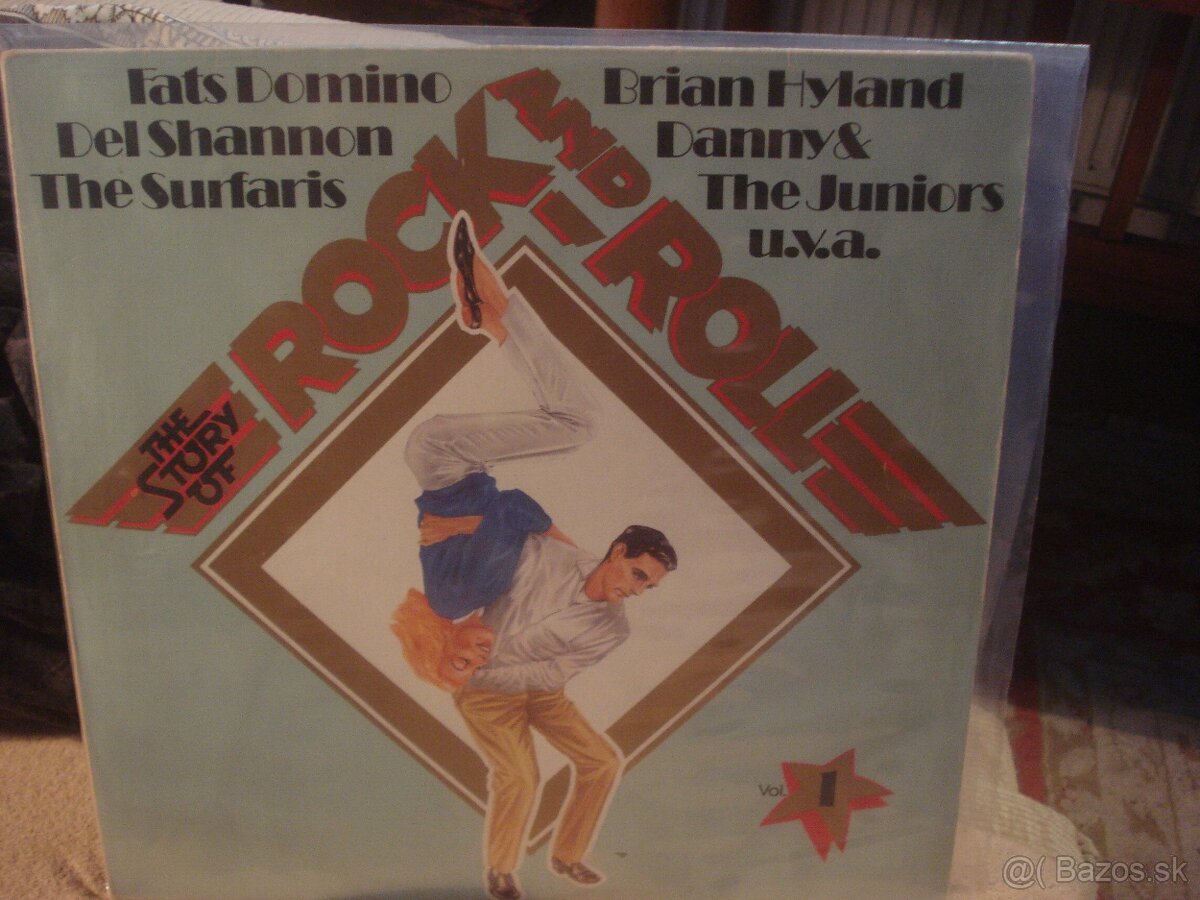 Fats Domino
Del Shannon
The Surfaris
Brian Hyland
Danny &
The Juniors
u.v.a.
THE
STORY
OF
ROCK
AND
ROLL
Vol. 1
@( Bazos.sk